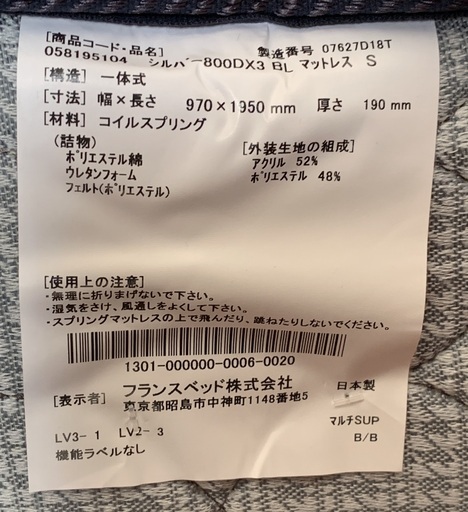 [商品コード・品名] 製造番号 07627D18T
058195104 シルバー800DX3 BL マットレス S
[構造] 一体式
[寸法] 幅×長さ 970×1950 mm 厚さ 190 mm
[材料] コイルスプリング
(詰物) [外装生地の組成]
ポリエステル綿 アクリル 52%
ウレタンフォーム ポリエステル 48%
フェルト(ポリエステル)
[使用上の注意]
・無理に折りまげないで下さい。
・湿気をさけ、風通しをよくして下さい。
・スプリングマットレスの上で飛んだり、跳ねたりしないでください。
1301-000000-0006-0020
[表示者] フランスベッド株式会社 日本製
東京都昭島市中神町1148番地5
LV3- 1 LV2- 3 マルチSUP
機能ラベルなし B/B